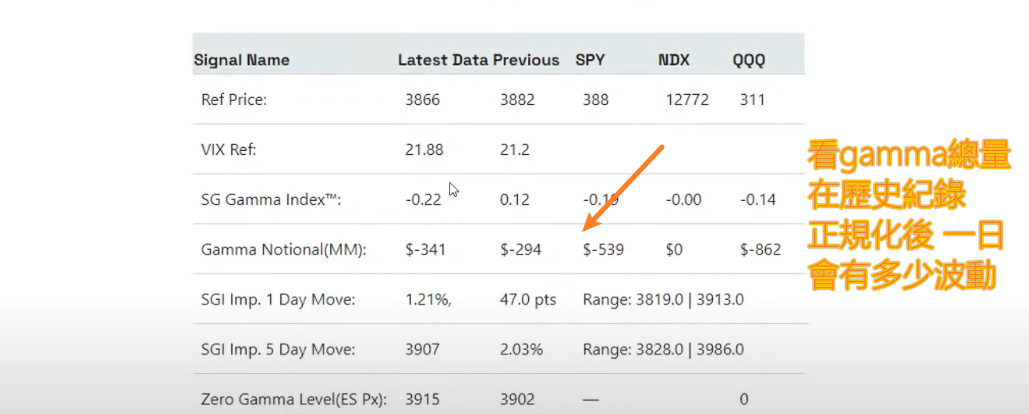 Signal Name Latest Data Previous SPY NDX QQQ
Ref Price: 3866 3882 388 12772 311
VIX Ref: 21.88 21.2
SG Gamma Index™: -0.22 0.12 -0.19 -0.00 -0.14
Gamma Notional(MM): $-341 $-294 $-539 $0 $-862
SGI Imp. 1 Day Move: 1.21%, 47.0 pts Range: 3819.0 | 3913.0
SGI Imp. 5 Day Move: 3907 2.03% Range: 3828.0 | 3986.0
Zero Gamma Level(ES Px): 3915 3902 — 0
看gamma總量
在歷史紀錄
正規化後 一日
會有多少波動